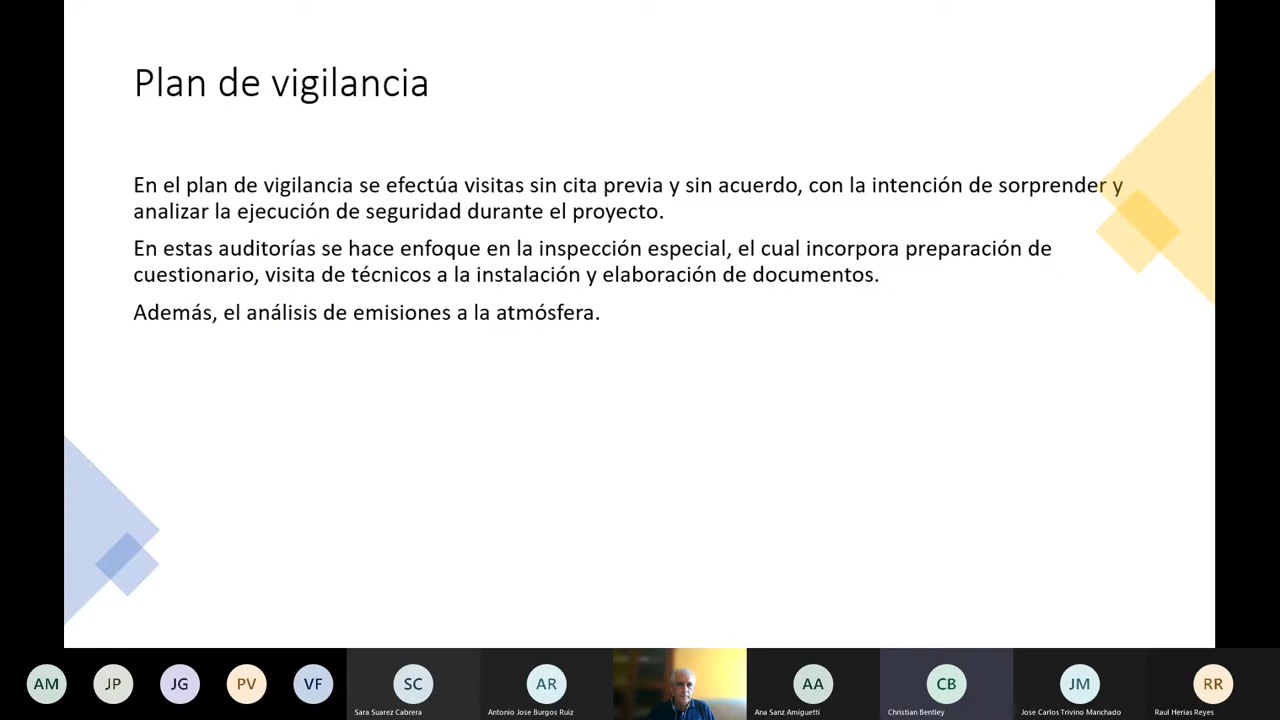 Plan de vigilancia
En el plan de vigilancia se efectúa visitas sin cita previa y sin acuerdo, con la intención de sorprender y
analizar la ejecución de seguridad durante el proyecto.
En estas auditorías se hace enfoque en la inspección especial, el cual incorpora preparación de
cuestionario, visita de técnicos a la instalación y elaboración de documentos.
Además, el análisis de emisiones a la atmósfera.
AM
JP
JG
PV
VF
SC
Sara Suarez Cabrera
AR
Antonio Jose Burgos Ruiz
AA
Ana Sanz Amiguetti
CB
Christian Bentley
JM
Jose Carlos Trivino Manchado
RR
Raul Herias Reyes